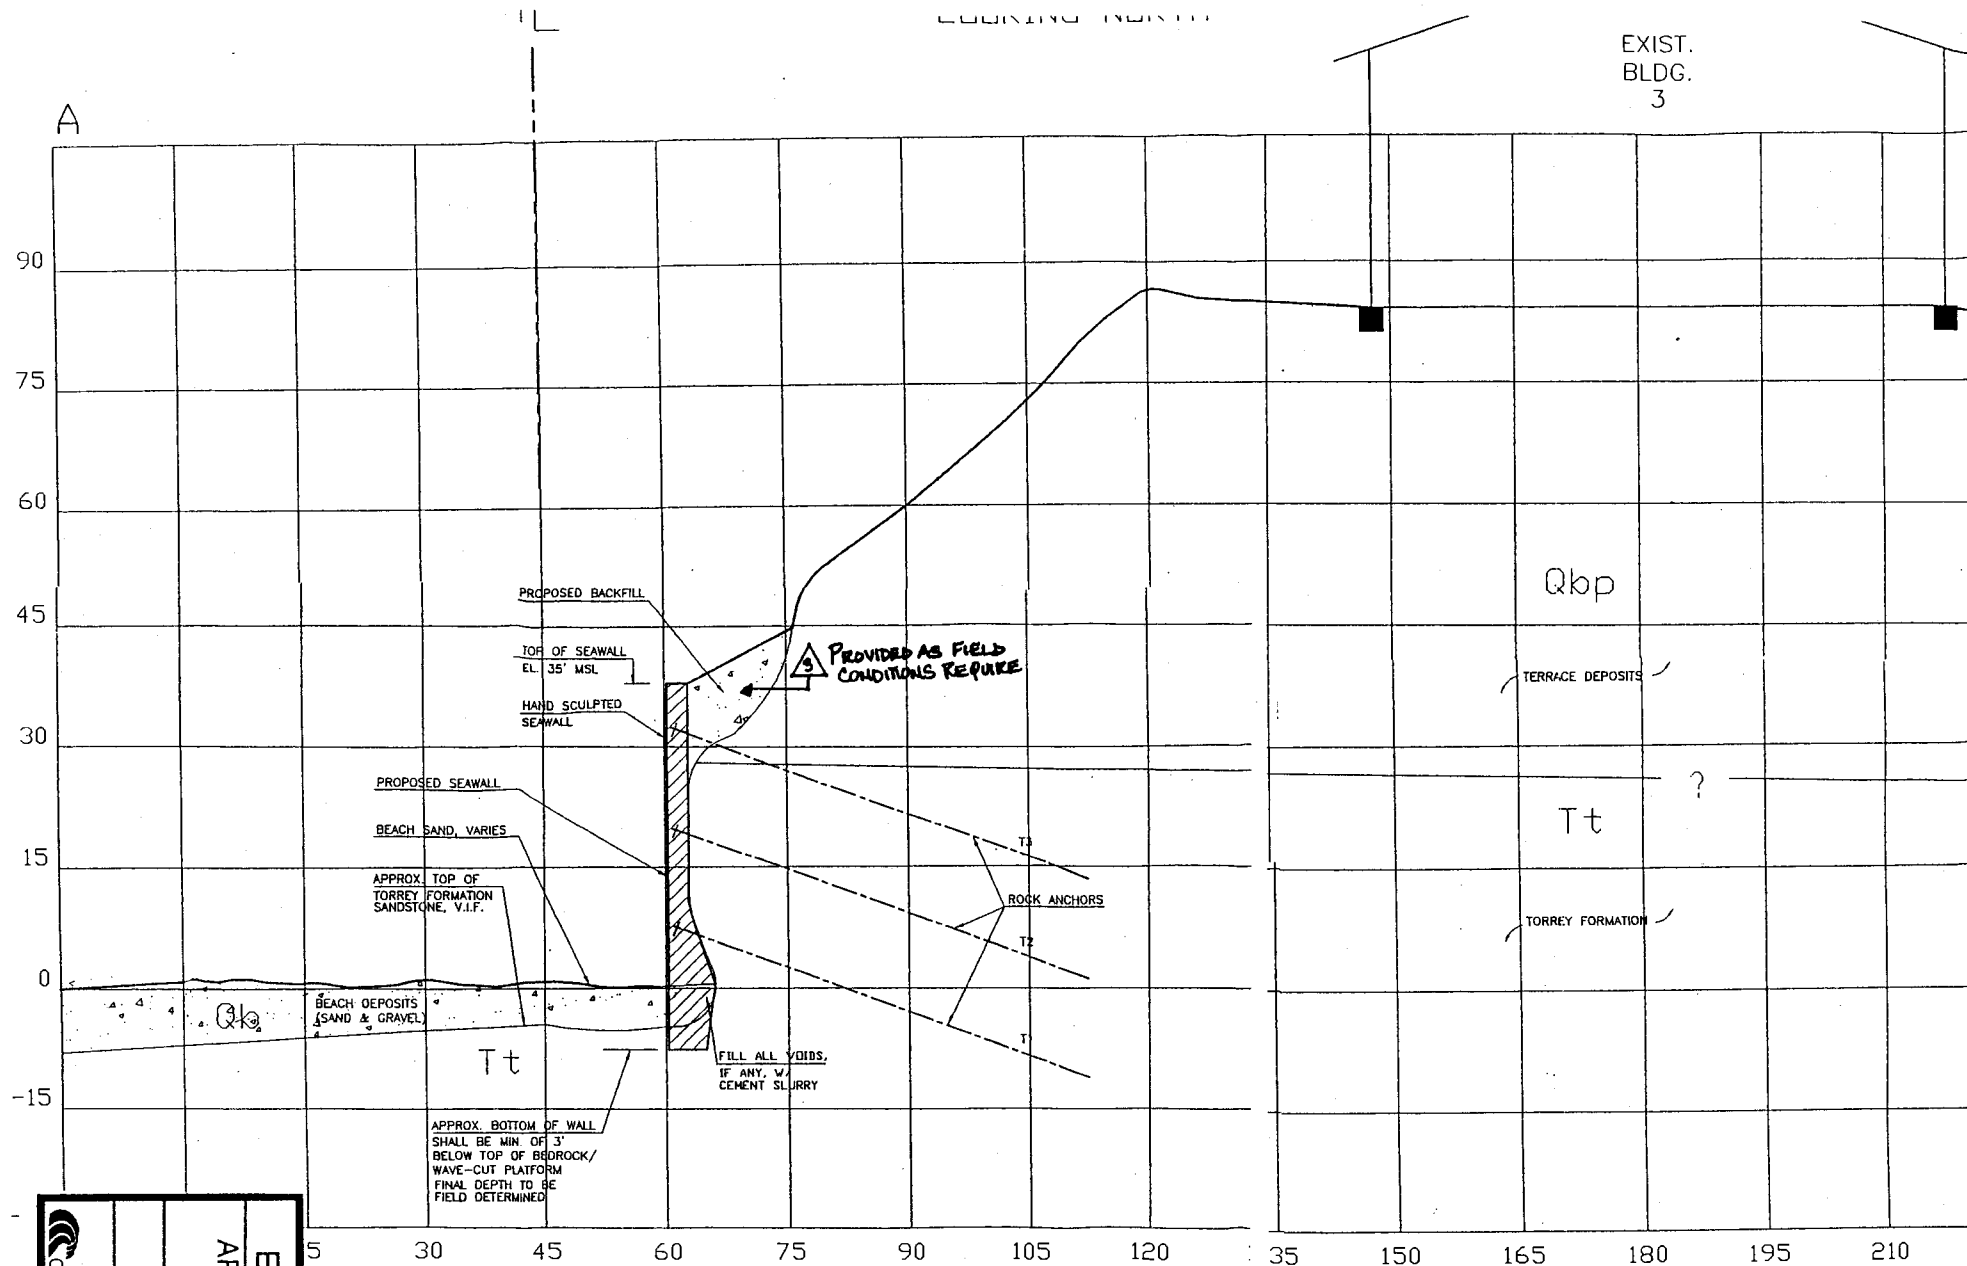 LOOKING NORTH
EXIST.
BLDG.
3
A
90
75
60
45
30
15
0
-15
PROPOSED BACKFILL
TOP OF SEAWALL
EL. 35' MSL
HAND SCULPTED
SEAWALL
PROPOSED SEAWALL
BEACH SAND, VARIES
APPROX. TOP OF
TORREY FORMATION
SANDSTONE, V.I.F.
3 PROVIDED AS FIELD
CONDITIONS REQUIRE
Qbp
TERRACE DEPOSITS
?
Tt
TORREY FORMATION
T3
ROCK ANCHORS
T2
T1
Qb
BEACH DEPOSITS
(SAND & GRAVEL)
Tt
FILL ALL VOIDS,
IF ANY, W/
CEMENT SLURRY
APPROX. BOTTOM OF WALL
SHALL BE MIN. OF 3'
BELOW TOP OF BEDROCK/
WAVE-CUT PLATFORM
FINAL DEPTH TO BE
FIELD DETERMINED
5 30 45 60 75 90 105 120 35 150 165 180 195 210